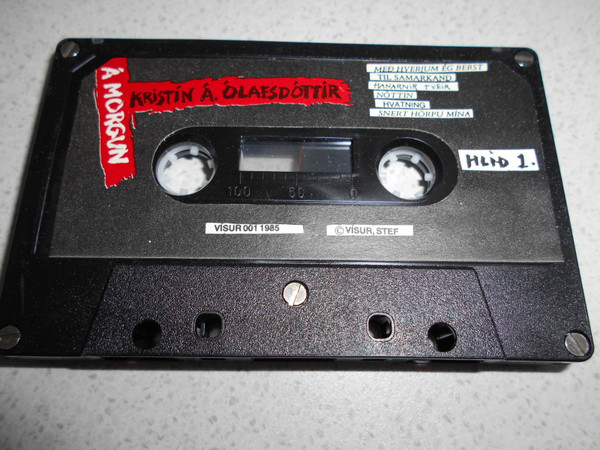 Á MORGUN
KRISTÍN Á. ÓLAFSDÓTTIR
MEÐ HVERJUM ÉG BERST
TIL SAMARKAND
HANARNIR TVEIR
NÓTTIN
HVATNING
SNERT HÖRPU MÍNA
HLIÐ 1.
100 50 0
VÍSUR 001 1985
© VÍSUR, STEF